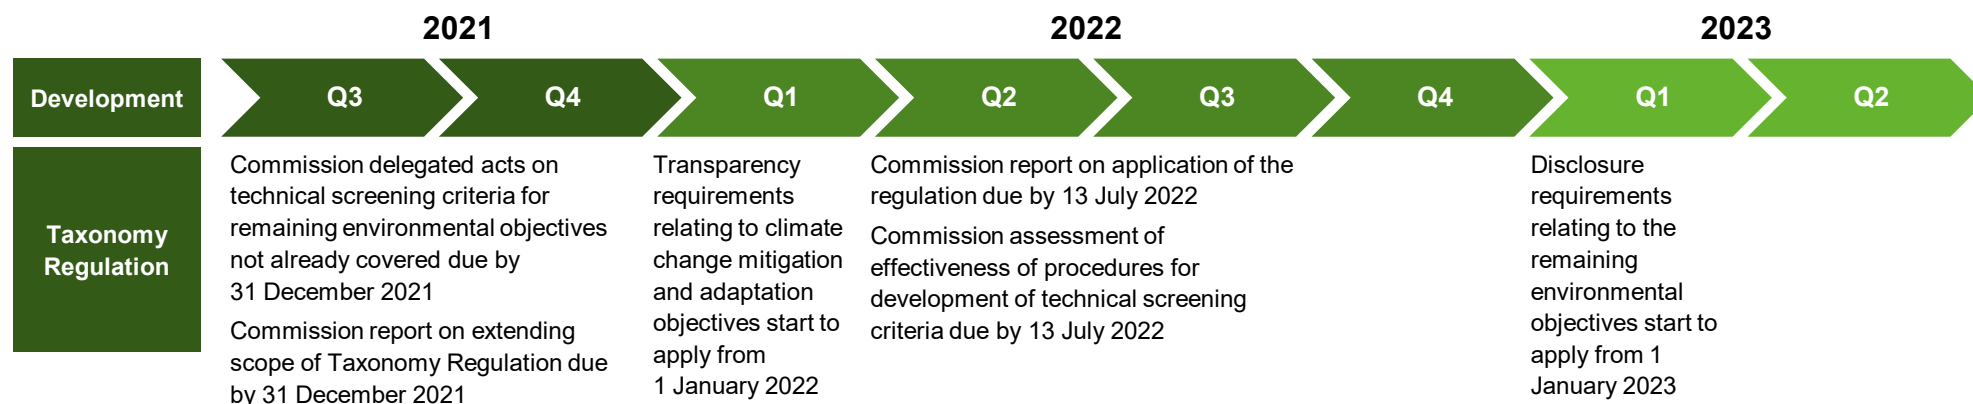 2021
2022
2023
Development
Q3
Q4
Q1
Q2
Q3
Q4
Q1
Q2
Taxonomy
Regulation
Commission delegated acts on
technical screening criteria for
remaining environmental objectives
not already covered due by
31 December 2021
Commission report on extending
scope of Taxonomy Regulation due
by 31 December 2021
Transparency
requirements
relating to climate
change mitigation
and adaptation
objectives start to
apply from
1 January 2022
Commission report on application of the
regulation due by 13 July 2022
Commission assessment of
effectiveness of procedures for
development of technical screening
criteria due by 13 July 2022
Disclosure
requirements
relating to the
remaining
environmental
objectives start to
apply from 1
January 2023